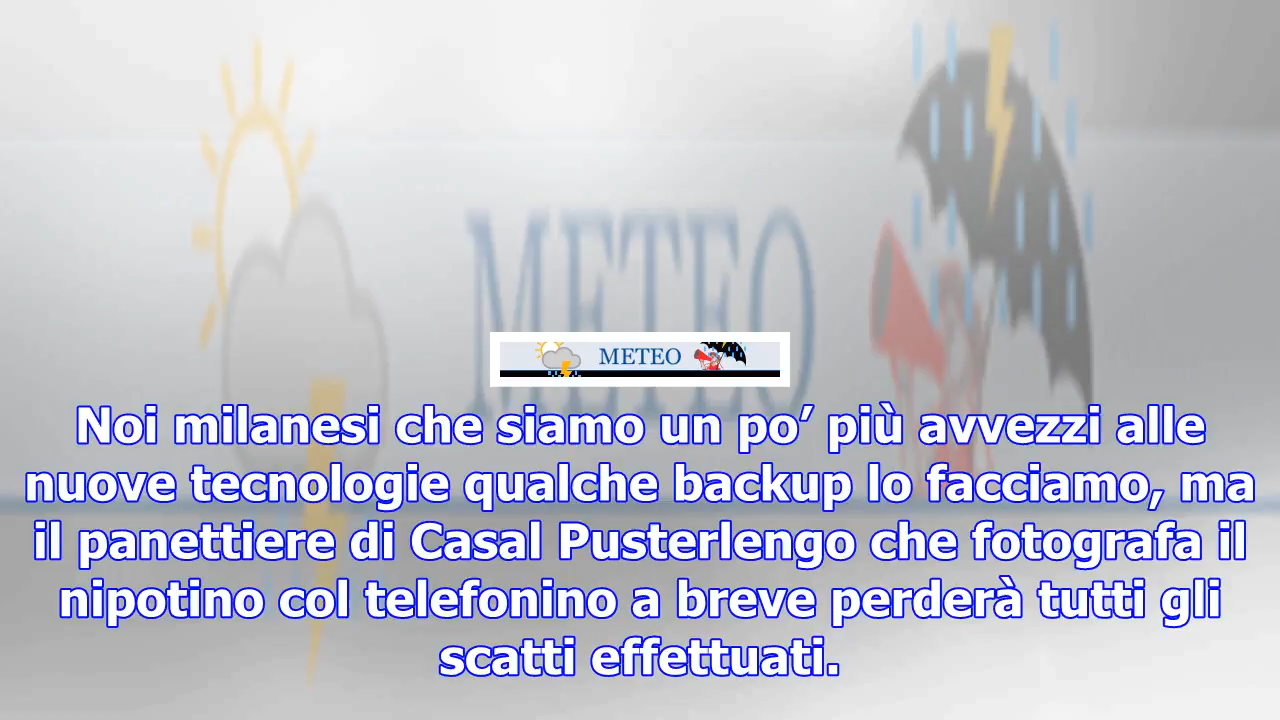 METEO
METEO
Noi milanesi che siamo un po’ più avvezzi alle
nuove tecnologie qualche backup lo facciamo, ma
il panettiere di Casal Pusterlengo che fotografa il
nipotino col telefonino a breve perderà tutti gli
scatti effettuati.